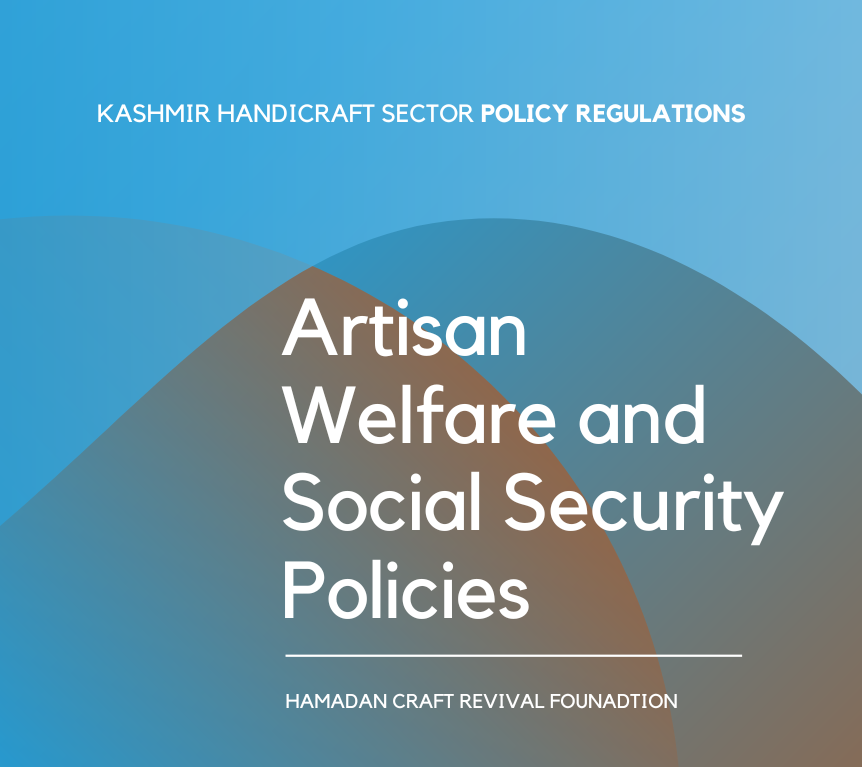 KASHMIR HANDICRAFT SECTOR POLICY REGULATIONS
Artisan
Welfare and
Social Security
Policies
HAMADAN CRAFT REVIVAL FOUNADTION